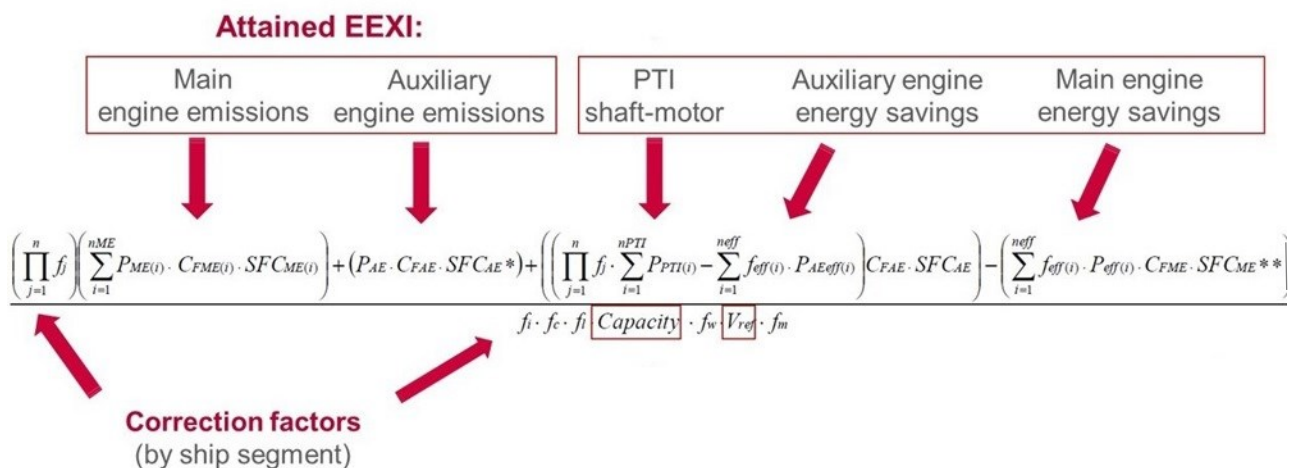 Attained EEXI:
Main engine emissions
Auxiliary engine emissions
PTI shaft-motor
Auxiliary engine energy savings
Main engine energy savings
(∏_{j=1}^{n} f_j)(∑_{i=1}^{nME} P_{ME(i)} · C_{FME(i)} · SFC_{ME(i)}) + (P_{AE} · C_{FAE} · SFC_{AE}*) + ((∏_{j=1}^{n} f_j · ∑_{i=1}^{nPTI} P_{PTI(i)} − ∑_{i=1}^{neff} f_{eff(i)} · P_{AEeff(i)}) C_{FAE} · SFC_{AE}) − (∑_{i=1}^{neff} f_{eff(i)} · P_{eff(i)} · C_{FME} · SFC_{ME}**)
f_i · f_c · f_l · Capacity · f_w · V_{ref} · f_m
Correction factors
(by ship segment)